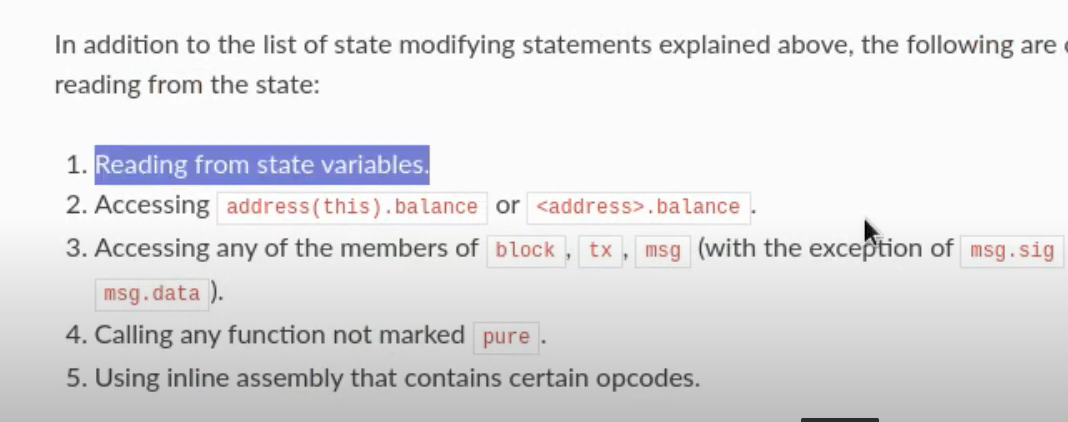 In addition to the list of state modifying statements explained above, the following are
reading from the state:
1. Reading from state variables.
2. Accessing address(this).balance or <address>.balance .
3. Accessing any of the members of block , tx , msg (with the exception of msg.sig
msg.data ).
4. Calling any function not marked pure .
5. Using inline assembly that contains certain opcodes.